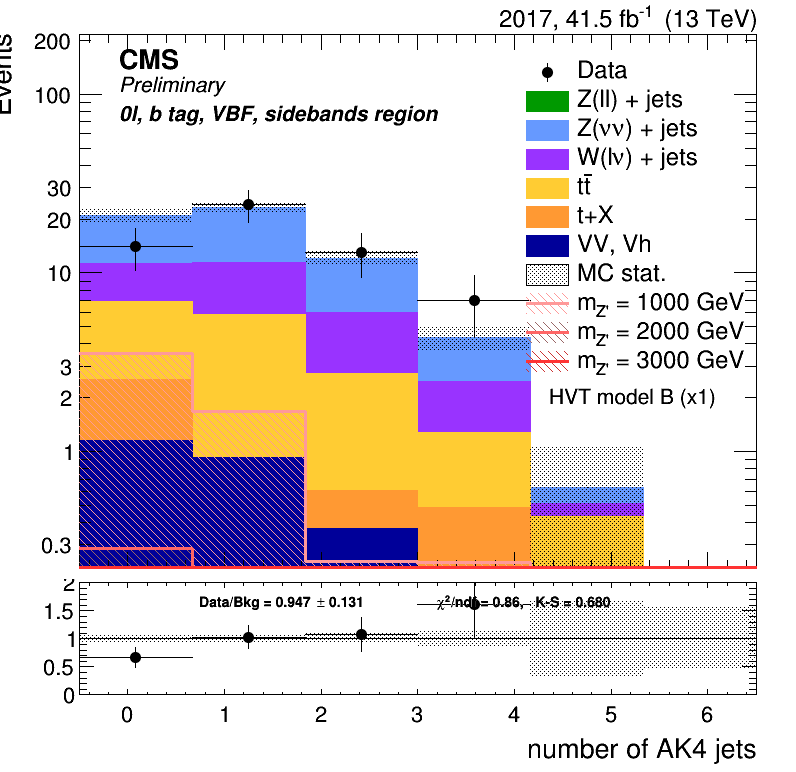 2017, 41.5 fb⁻¹ (13 TeV)
Events
CMS
Preliminary
0l, b tag, VBF, sidebands region
Data
Z(ll) + jets
Z(νν) + jets
W(lν) + jets
tt̄
t+X
VV, Vh
MC stat.
m_Z' = 1000 GeV
m_Z' = 2000 GeV
m_Z' = 3000 GeV
HVT model B (x1)
200
100
30
20
10
3
2
1
0.3
Data/Bkg = 0.947 ± 0.131
χ²/ndf = 0.86, K-S = 0.680
2
1.5
1
0.5
0
0 1 2 3 4 5 6
number of AK4 jets